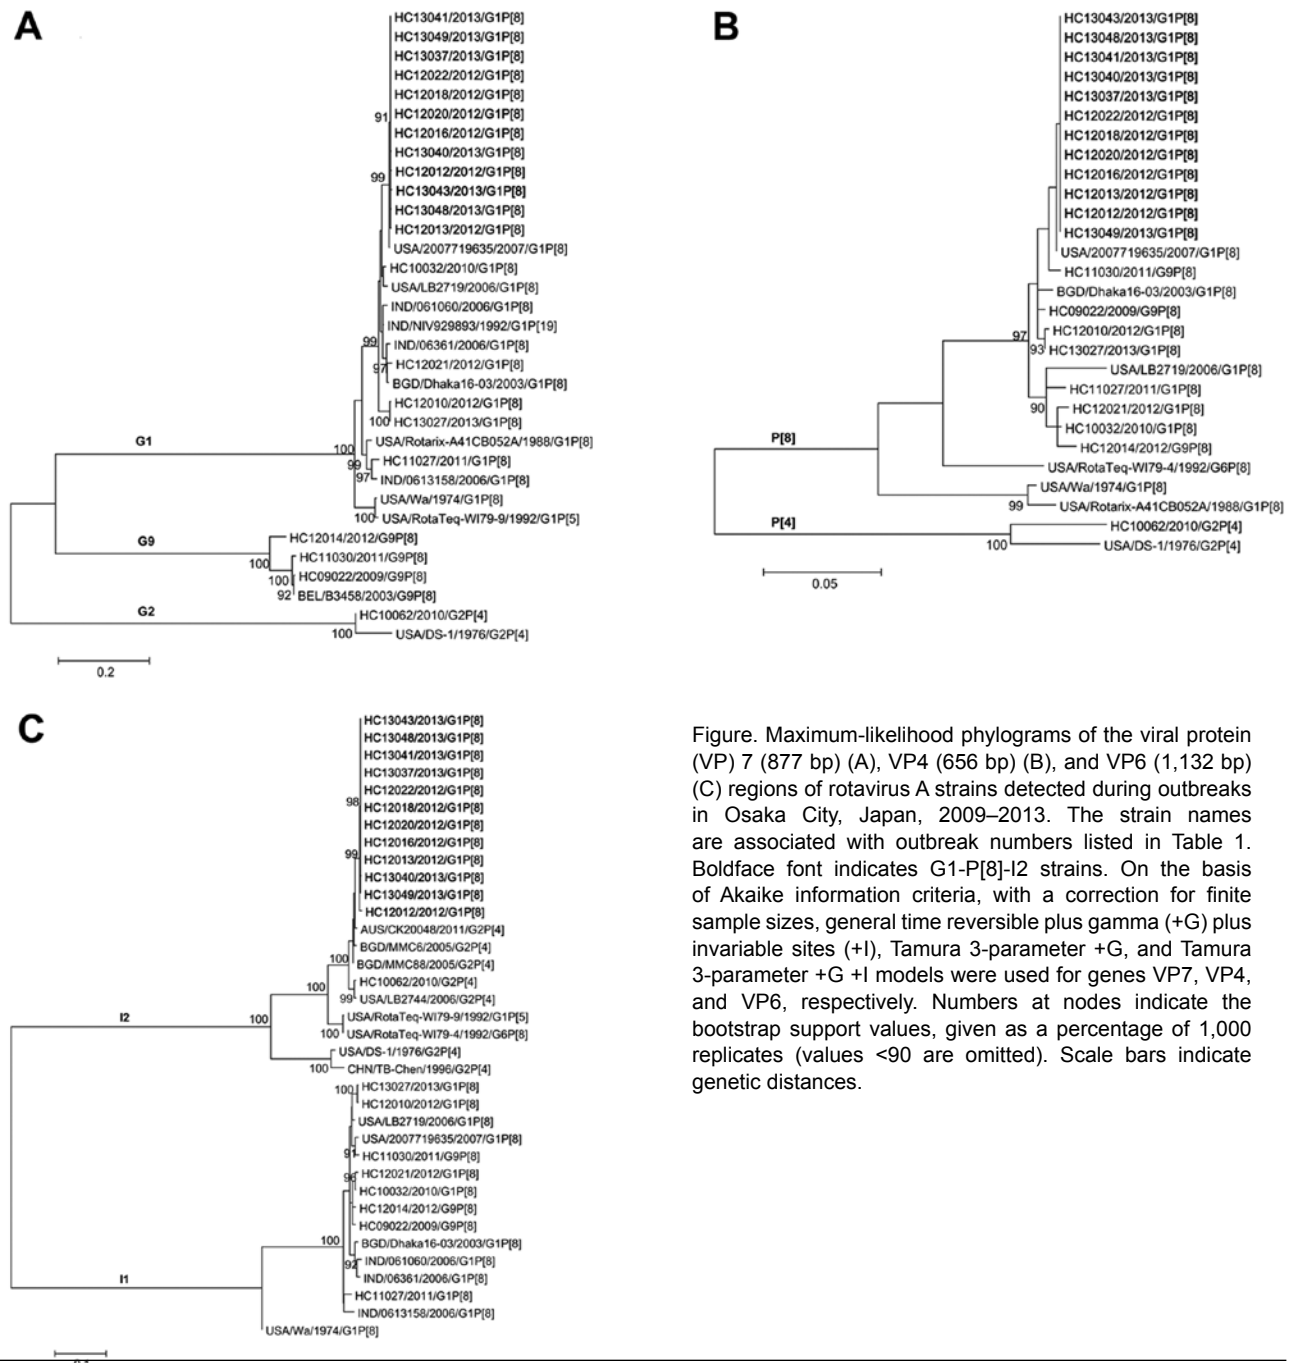 A
HC13041/2013/G1P[8]
HC13049/2013/G1P[8]
HC13037/2013/G1P[8]
HC12022/2012/G1P[8]
HC12018/2012/G1P[8]
91
HC12020/2012/G1P[8]
HC12016/2012/G1P[8]
HC13040/2013/G1P[8]
99
HC12012/2012/G1P[8]
HC13043/2013/G1P[8]
HC13048/2013/G1P[8]
HC12013/2012/G1P[8]
USA/2007719635/2007/G1P[8]
HC10032/2010/G1P[8]
USA/LB2719/2006/G1P[8]
IND/061060/2006/G1P[8]
IND/NIV929893/1992/G1P[19]
99
IND/06361/2006/G1P[8]
97
HC12021/2012/G1P[8]
BGD/Dhaka16-03/2003/G1P[8]
HC12010/2012/G1P[8]
100
HC13027/2013/G1P[8]
G1
USA/Rotarix-A41CB052A/1988/G1P[8]
100
99
HC11027/2011/G1P[8]
97
IND/0613158/2006/G1P[8]
USA/Wa/1974/G1P[8]
100
USA/RotaTeq-WI79-9/1992/G1P[5]
G9
HC12014/2012/G9P[8]
100
HC11030/2011/G9P[8]
100
HC09022/2009/G9P[8]
92
BEL/B3458/2003/G9P[8]
G2
HC10062/2010/G2P[4]
100
USA/DS-1/1976/G2P[4]
0.2
B
HC13043/2013/G1P[8]
HC13048/2013/G1P[8]
HC13041/2013/G1P[8]
HC13040/2013/G1P[8]
HC13037/2013/G1P[8]
HC12022/2012/G1P[8]
HC12018/2012/G1P[8]
HC12020/2012/G1P[8]
HC12016/2012/G1P[8]
HC12013/2012/G1P[8]
HC12012/2012/G1P[8]
HC13049/2013/G1P[8]
USA/2007719635/2007/G1P[8]
HC11030/2011/G9P[8]
BGD/Dhaka16-03/2003/G1P[8]
HC09022/2009/G9P[8]
97
HC12010/2012/G1P[8]
93
HC13027/2013/G1P[8]
USA/LB2719/2006/G1P[8]
HC11027/2011/G1P[8]
90
HC12021/2012/G1P[8]
HC10032/2010/G1P[8]
P[8]
HC12014/2012/G9P[8]
USA/RotaTeq-WI79-4/1992/G6P[8]
USA/Wa/1974/G1P[8]
99
USA/Rotarix-A41CB052A/1988/G1P[8]
P[4]
HC10062/2010/G2P[4]
100
USA/DS-1/1976/G2P[4]
0.05
C
HC13043/2013/G1P[8]
HC13048/2013/G1P[8]
HC13041/2013/G1P[8]
HC13037/2013/G1P[8]
HC12022/2012/G1P[8]
98
HC12018/2012/G1P[8]
HC12020/2012/G1P[8]
HC12016/2012/G1P[8]
99
HC12013/2012/G1P[8]
HC13040/2013/G1P[8]
HC13049/2013/G1P[8]
HC12012/2012/G1P[8]
AUS/CK20048/2011/G2P[4]
BGD/MMC6/2005/G2P[4]
100
BGD/MMC88/2005/G2P[4]
HC10062/2010/G2P[4]
100
99
USA/LB2744/2006/G2P[4]
I2
100
USA/RotaTeq-WI79-9/1992/G1P[5]
100
USA/RotaTeq-WI79-4/1992/G6P[8]
USA/DS-1/1976/G2P[4]
100
CHN/TB-Chen/1996/G2P[4]
100
HC13027/2013/G1P[8]
HC12010/2012/G1P[8]
USA/LB2719/2006/G1P[8]
USA/2007719635/2007/G1P[8]
91
HC11030/2011/G9P[8]
HC12021/2012/G1P[8]
96
HC10032/2010/G1P[8]
HC12014/2012/G9P[8]
HC09022/2009/G9P[8]
100
BGD/Dhaka16-03/2003/G1P[8]
92
IND/061060/2006/G1P[8]
I1
IND/06361/2006/G1P[8]
HC11027/2011/G1P[8]
IND/0613158/2006/G1P[8]
USA/Wa/1974/G1P[8]
Figure. Maximum-likelihood phylograms of the viral protein
(VP) 7 (877 bp) (A), VP4 (656 bp) (B), and VP6 (1,132 bp)
(C) regions of rotavirus A strains detected during outbreaks
in Osaka City, Japan, 2009–2013. The strain names
are associated with outbreak numbers listed in Table 1.
Boldface font indicates G1-P[8]-I2 strains. On the basis
of Akaike information criteria, with a correction for finite
sample sizes, general time reversible plus gamma (+G) plus
invariable sites (+I), Tamura 3-parameter +G, and Tamura
3-parameter +G +I models were used for genes VP7, VP4,
and VP6, respectively. Numbers at nodes indicate the
bootstrap support values, given as a percentage of 1,000
replicates (values <90 are omitted). Scale bars indicate
genetic distances.